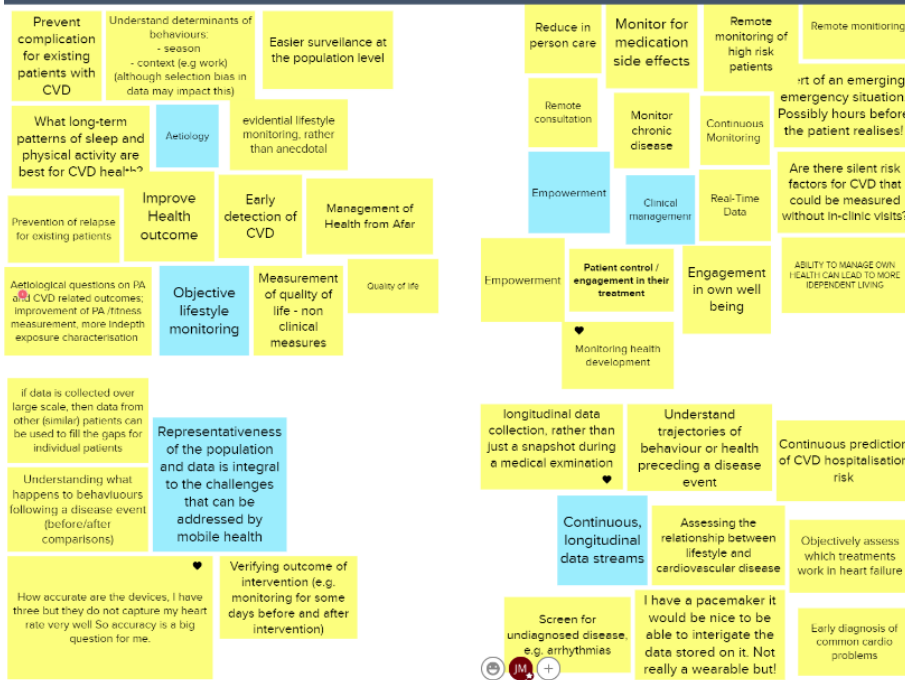 Prevent
complication
for existing
patients with
CVD
Understand determinants of
behaviours:
- season
- context (e.g work)
(although selection bias in
data may impact this)
Easier surveillance at
the population level
What long-term
patterns of sleep and
physical activity are
best for CVD health?
Aetiology
evidential lifestyle
monitoring, rather
than anecdotal
Prevention of relapse
for existing patients
Improve
Health
outcome
Early
detection of
CVD
Management of
Health from Afar
Aetiological questions on PA
and CVD related outcomes;
improvement of PA /fitness
measurement, more indepth
exposure characterisation
Objective
lifestyle
monitoring
Measurement
of quality of
life - non
clinical
measures
Quality of life
if data is collected over
large scale, then data from
other (similar) patients can
be used to fill the gaps for
individual patients
Representativeness
of the population
and data is integral
to the challenges
that can be
addressed by
mobile health
Understanding what
happens to behaviuours
following a disease event
(before/after
comparisons)
How accurate are the devices, I have
three but they do not capture my heart
rate very well So accuracy is a big
question for me.
Verifying outcome of
intervention (e.g.
monitoring for some
days before and after
intervention)
Reduce in
person care
Monitor for
medication
side effects
Remote
monitoring of
high risk
patients
Remote monitioring
Remote
consultation
Monitor
chronic
disease
Continuous
Monitoring
ert of an emerging
emergency situation.
Possibly hours before
the patient realises!
Empowerment
Clinical
management
Real-Time
Data
Are there silent risk
factors for CVD that
could be measured
without in-clinic visits?
Empowerment
Patient control /
engagement in their
treatment
Engagement
in own well
being
ABILITY TO MANAGE OWN
HEALTH CAN LEAD TO MORE
IDEPENDENT LIVING
Monitoring health
development
longitudinal data
collection, rather than
just a snapshot during
a medical exmination
Understand
trajectories of
behaviour or health
preceding a disease
event
Continuous prediction
of CVD hospitalisation
risk
Continuous,
longitudinal
data streams
Assessing the
relationship between
lifestyle and
cardiovascular disease
Objectively assess
which treatments
work in heart failure
Screen for
undiagnosed disease,
e.g. arrhythmias
I have a pacemaker it
would be nice to be
able to interigate the
data stored on it. Not
really a wearable but!
Early diagnosis of
common cardio
problems
JM